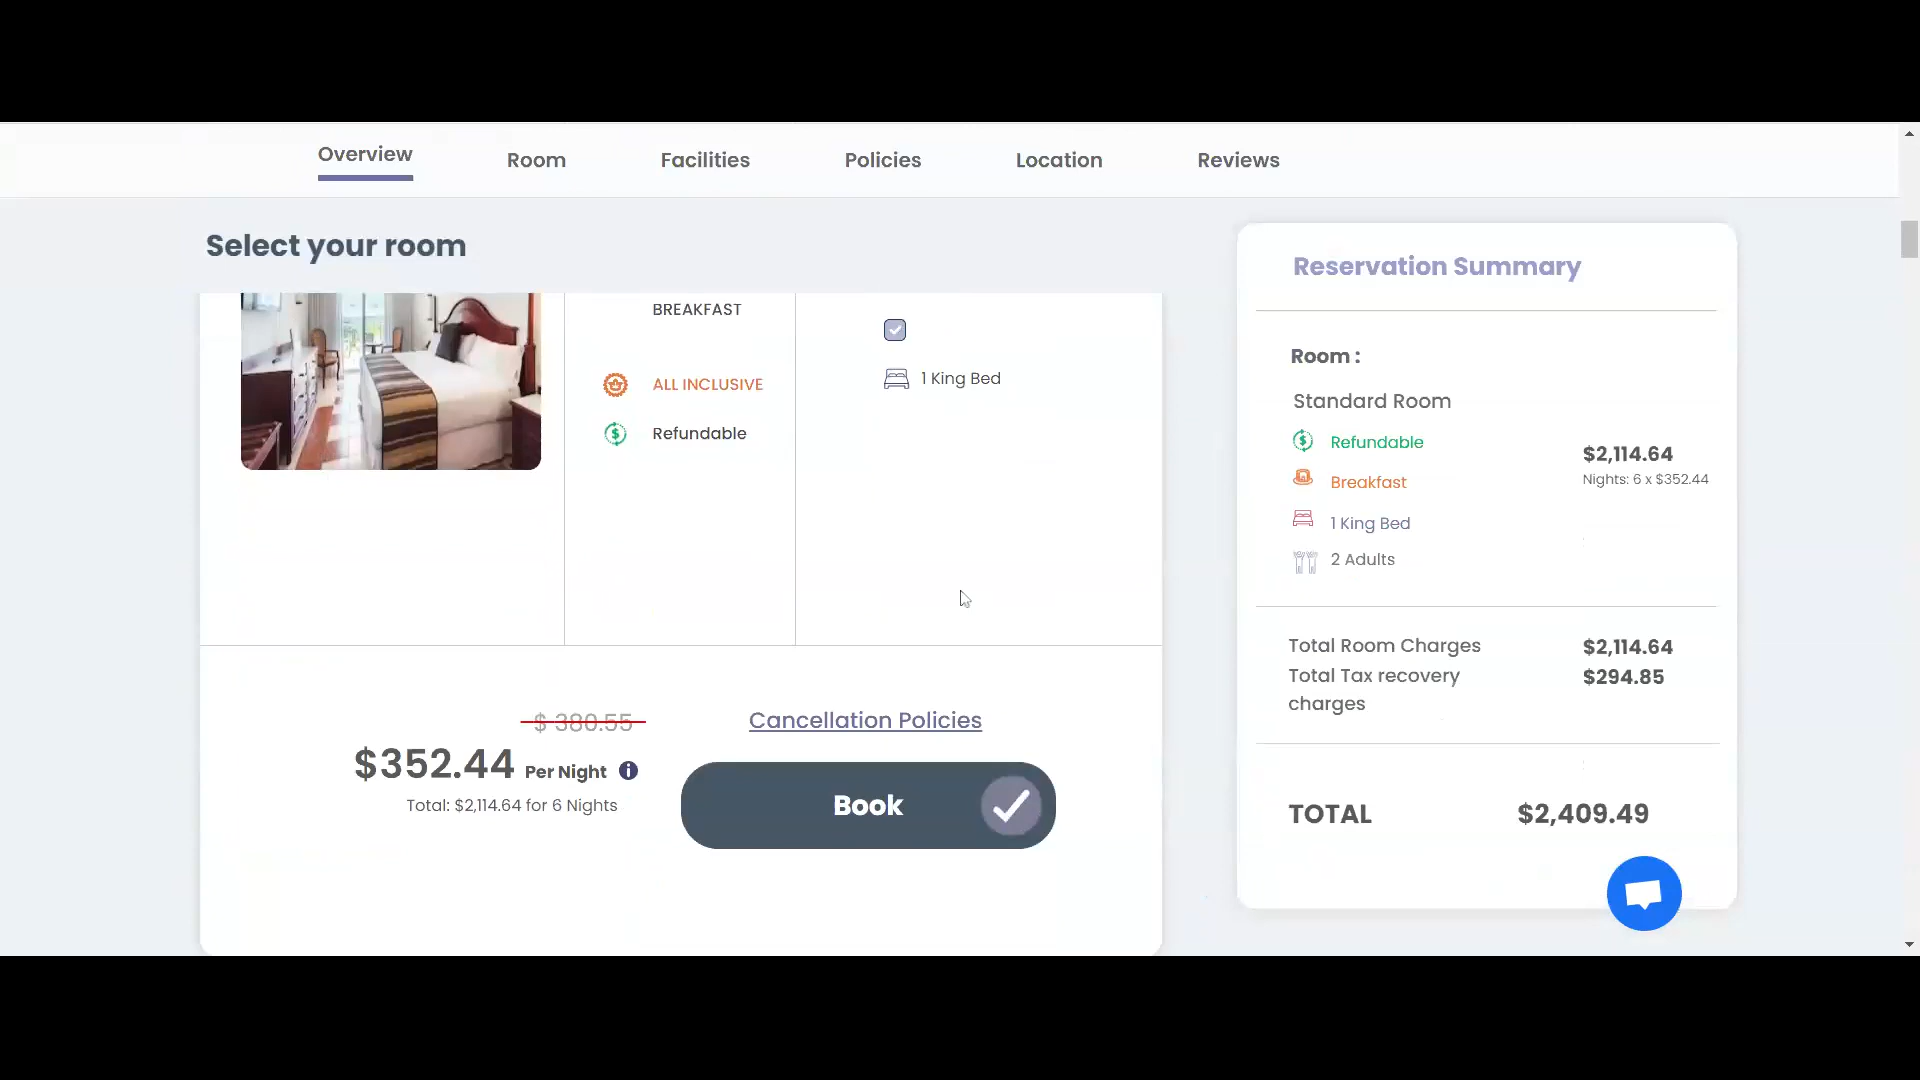 Overview
Room
Facilities
Policies
Location
Reviews
Select your room
BREAKFAST
ALL INCLUSIVE
Refundable
1 King Bed
$ 380.55
$352.44 Per Night
Total: $2,114.64 for 6 Nights
Cancellation Policies
Book
Reservation Summary
Room :
Standard Room
Refundable
Breakfast
1 King Bed
2 Adults
$2,114.64
Nights: 6 x $352.44
Total Room Charges $2,114.64
Total Tax recovery $294.85
charges
TOTAL $2,409.49